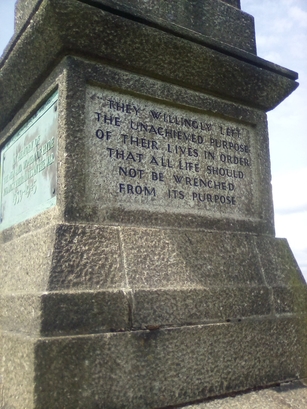 "THEY WILLINGLY LEFT
THE UNACHIEVED PURPOSE
OF THEIR LIVES IN ORDER
THAT ALL LIFE SHOULD
NOT BE WRENCHED
FROM ITS PURPOSE